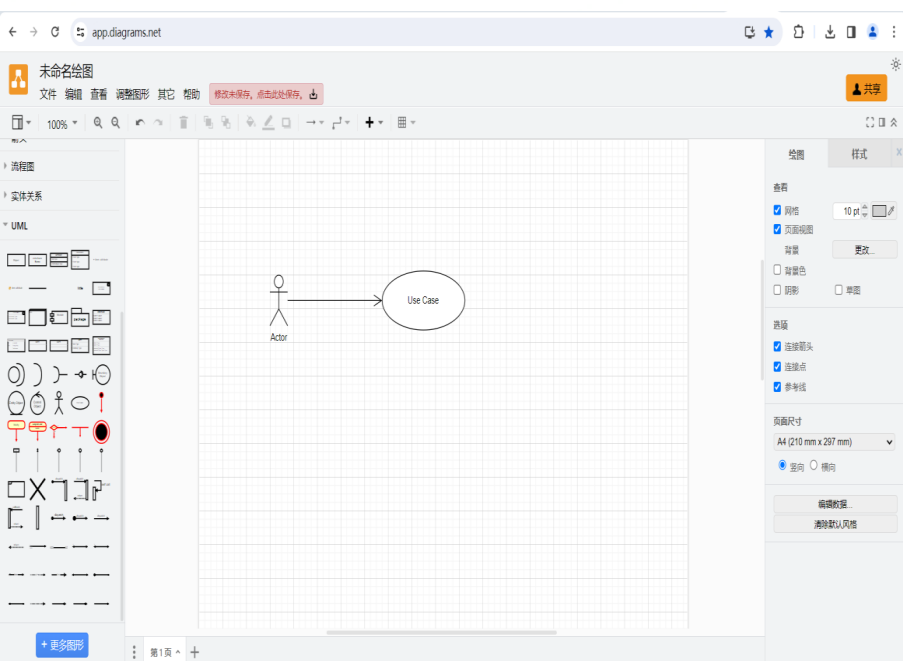 app.diagrams.net
未命名绘图
文件 编辑 查看 调整图形 其它 帮助 修改未保存。点击此处保存。
共享
100%
流程图
实体关系
UML
package
Actor
Use Case
绘图 样式
查看
网格 10 pt
页面视图
背景 更改...
背景色
阴影 草图
选项
连接箭头
连接点
参考线
页面尺寸
A4 (210 mm x 297 mm)
竖向 横向
编辑数据...
清除默认风格
+ 更多图形
第1页